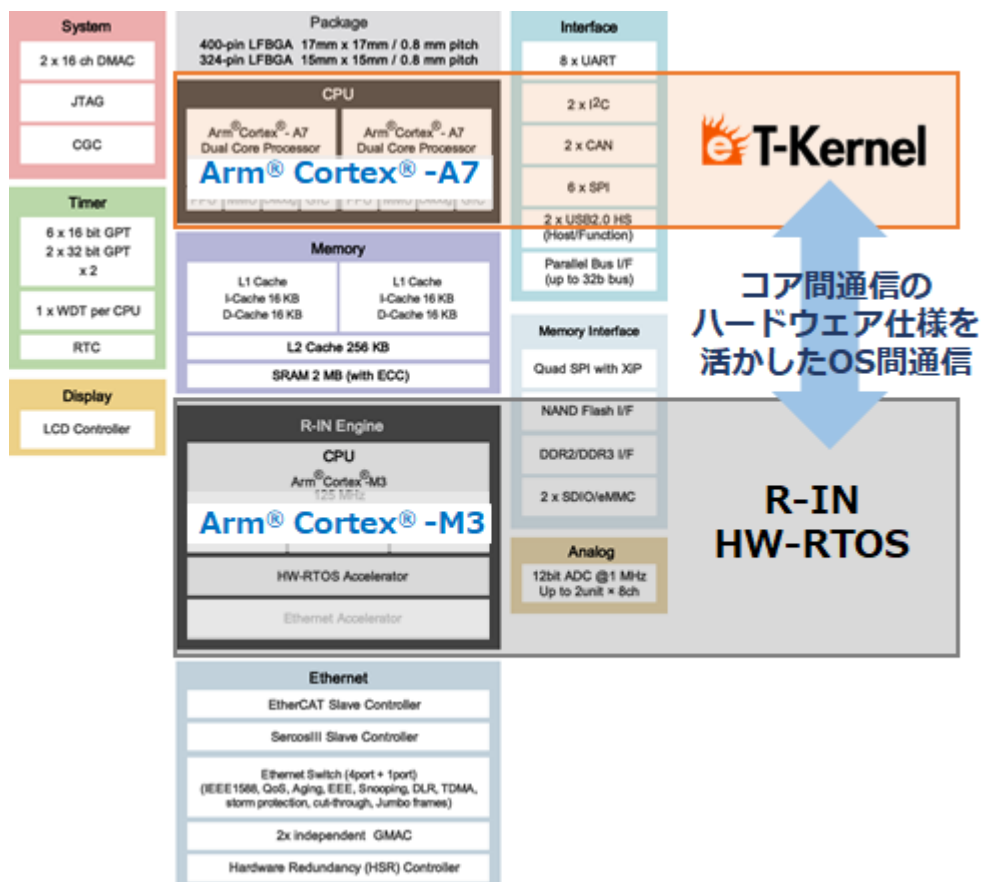 System
2 x 16 ch DMAC
JTAG
CGC
Timer
6 x 16 bit GPT
2 x 32 bit GPT
x 2
1 x WDT per CPU
RTC
Display
LCD Controller
Package
400-pin LFBGA 17mm x 17mm / 0.8 mm pitch
324-pin LFBGA 15mm x 15mm / 0.8 mm pitch
CPU
Arm®Cortex®- A7
Dual Core Processor
Arm®Cortex®- A7
Dual Core Processor
Arm® Cortex® -A7
Memory
L1 Cache
I-Cache 16 KB
D-Cache 16 KB
L1 Cache
I-Cache 16 KB
D-Cache 16 KB
L2 Cache 256 KB
SRAM 2 MB (with ECC)
R-IN Engine
CPU
Arm®Cortex®-M3
125 MHz
Arm® Cortex® -M3
HW-RTOS Accelerator
Ethernet Accelerator
Ethernet
EtherCAT Slave Controller
SercosIII Slave Controller
Ethernet Switch (4port + 1port)
(IEEE1588, QoS, Aging, EEE, Snooping, DLR, TDMA,
storm protection, cut-through, Jumbo frames)
2x independent GMAC
Hardware Redundancy (HSR) Controller
Interface
8 x UART
2 x I2C
2 x CAN
6 x SPI
2 x USB2.0 HS
(Host/Function)
Parallel Bus I/F
(up to 32b bus)
Memory Interface
Quad SPI with XIP
NAND Flash I/F
DDR2/DDR3 I/F
2 x SDIO/eMMC
Analog
12bit ADC @1 MHz
Up to 2unit × 8ch
eT-Kernel
コア間通信の
ハードウェア仕様を
活かしたOS間通信
R-IN
HW-RTOS